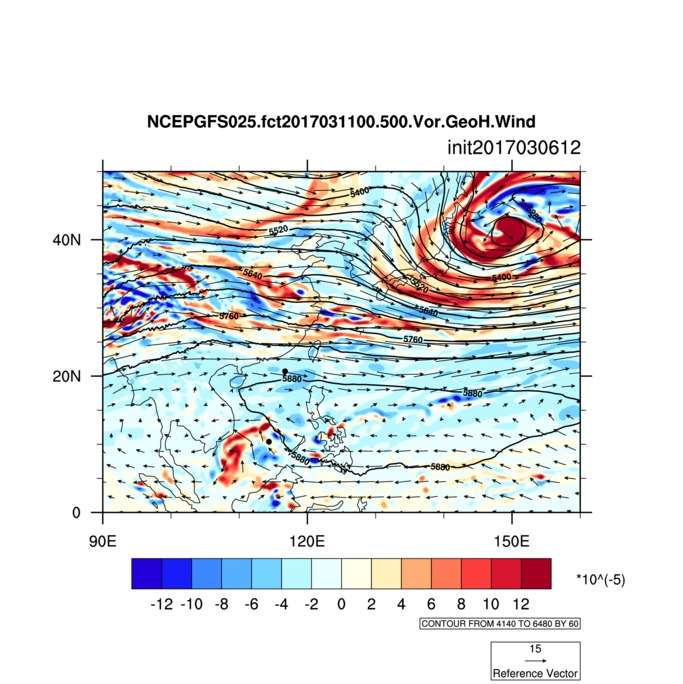 NCEPGFS025.fct2017031100.500.Vor.GeoH.Wind
init2017030612
5400
5520
40N
5640
5520
5400
5640
5760
5760
20N
5880
5880
5880
5880
0
90E 120E 150E
-12 -10 -8 -6 -4 -2 0 2 4 6 8 10 12
*10^(-5)
CONTOUR FROM 4140 TO 6480 BY 60
15
Reference Vector